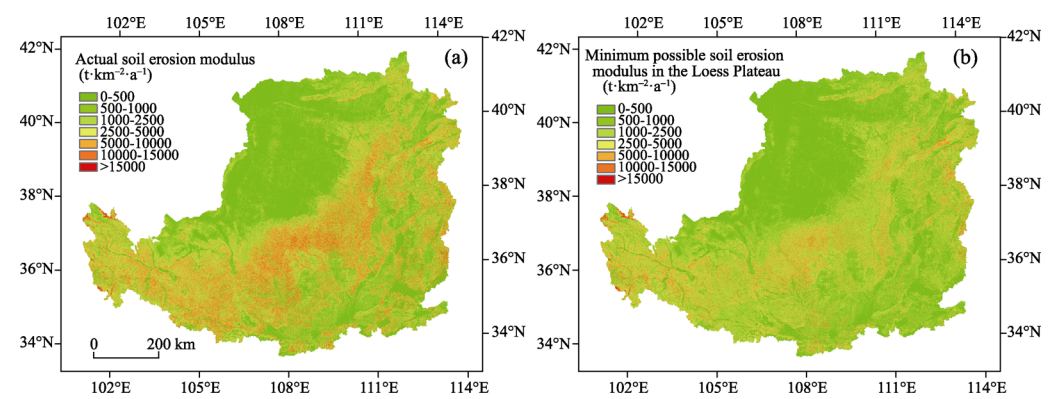 102°E 105°E 108°E 111°E 114°E
42°N
42°N
40°N
40°N
38°N
38°N
36°N
36°N
34°N
34°N
(a)
Actual soil erosion modulus
(t·km⁻²·a⁻¹)
0-500
500-1000
1000-2500
2500-5000
5000-10000
10000-15000
>15000
0 200 km
102°E 105°E 108°E 111°E 114°E
102°E 105°E 108°E 111°E 114°E
42°N
42°N
40°N
40°N
38°N
38°N
36°N
36°N
34°N
34°N
(b)
Minimum possible soil erosion
modulus in the Loess Plateau
(t·km⁻²·a⁻¹)
0-500
500-1000
1000-2500
2500-5000
5000-10000
10000-15000
>15000
102°E 105°E 108°E 111°E 114°E